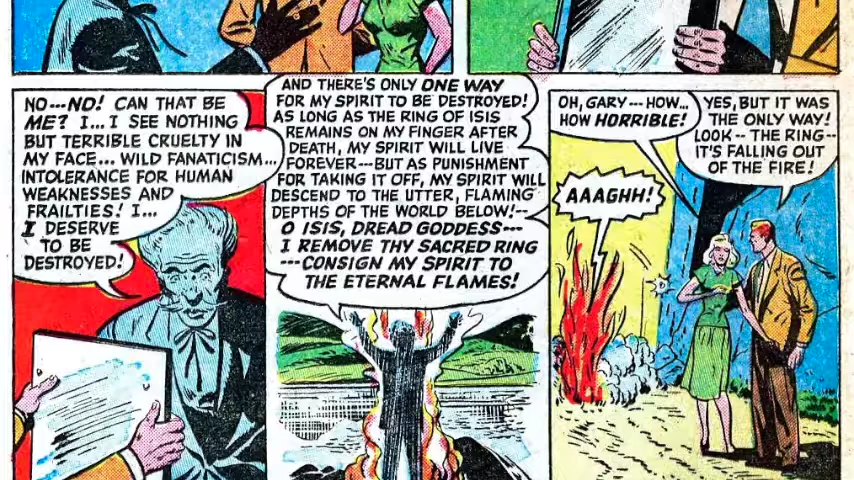 NO---NO! CAN THAT BE
ME? I... I SEE NOTHING
BUT TERRIBLE CRUELTY IN
MY FACE... WILD FANATICISM...
INTOLERANCE FOR HUMAN
WEAKNESSES AND
FRAILTIES! I...
I DESERVE
TO BE
DESTROYED!
AND THERE'S ONLY ONE WAY
FOR MY SPIRIT TO BE DESTROYED!
AS LONG AS THE RING OF ISIS
REMAINS ON MY FINGER AFTER
DEATH, MY SPIRIT WILL LIVE
FOREVER---BUT AS PUNISHMENT
FOR TAKING IT OFF, MY SPIRIT WILL
DESCEND TO THE UTTER, FLAMING
DEPTHS OF THE WORLD BELOW!--
O ISIS, DREAD GODDESS---
I REMOVE THY SACRED RING
---CONSIGN MY SPIRIT TO
THE ETERNAL FLAMES!
OH, GARY---HOW...
HOW HORRIBLE!
YES, BUT IT WAS
THE ONLY WAY!
LOOK-- THE RING--
IT'S FALLING OUT
OF THE FIRE!
AAAGHH!